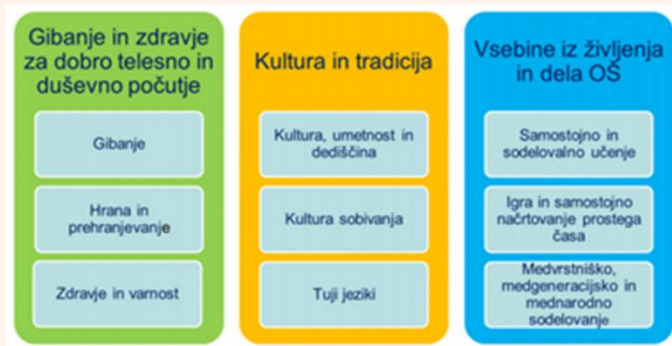 Gibanje in zdravje
za dobro telesno in
duševno počutje
Gibanje
Hrana in
prehranjevanje
Zdravje in varnost
Kultura in tradicija
Kultura, umetnost in
dediščina
Kultura sobivanja
Tuji jeziki
Vsebine iz življenja
in dela OŠ
Samostojno in
sodelovalno učenje
Igra in samostojno
načrtovanje prostega
časa
Medvrstniško,
medgeneracijsko in
mednarodno
sodelovanje